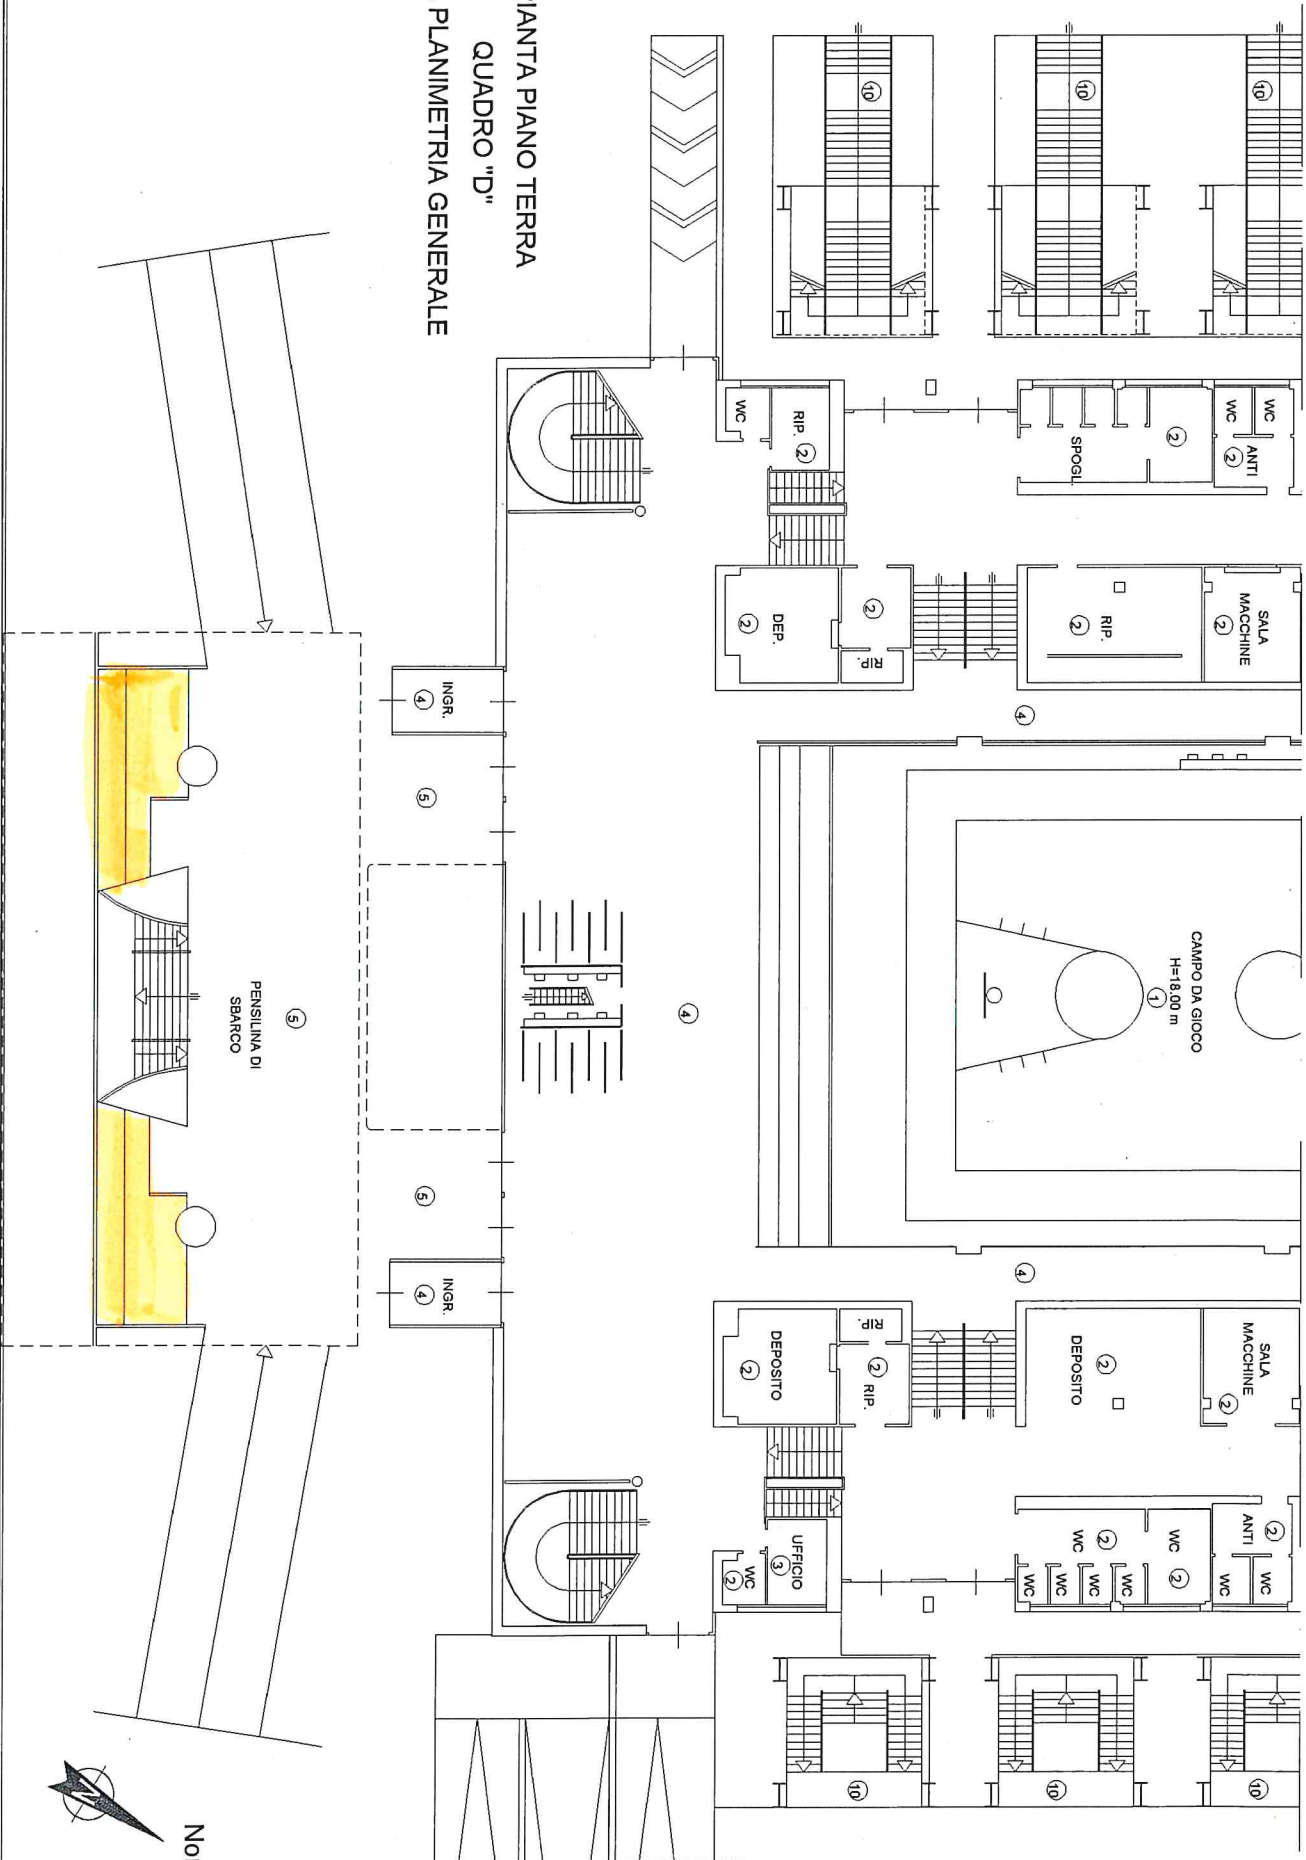 PIANTA PIANO TERRA
QUADRO "D"
PLANIMETRIA GENERALE
10
10
10
WC
RIP.
2
SPOGL.
2
WC
WC
ANTI
2
DEP.
2
2
RIP.
RIP.
2
SALA
MACCHINE
2
INGR.
4
4
5
CAMPO DA GIOCO
1
H=18.00 m
4
5
PENSILINA DI
SBARCO
5
INGR.
4
4
DEPOSITO
2
RIP.
2
RIP.
DEPOSITO
2
SALA
MACCHINE
2
UFFICIO
3
WC
2
WC
2
WC
WC
WC
WC
WC
2
ANTI
2
WC
WC
10
10
10
N